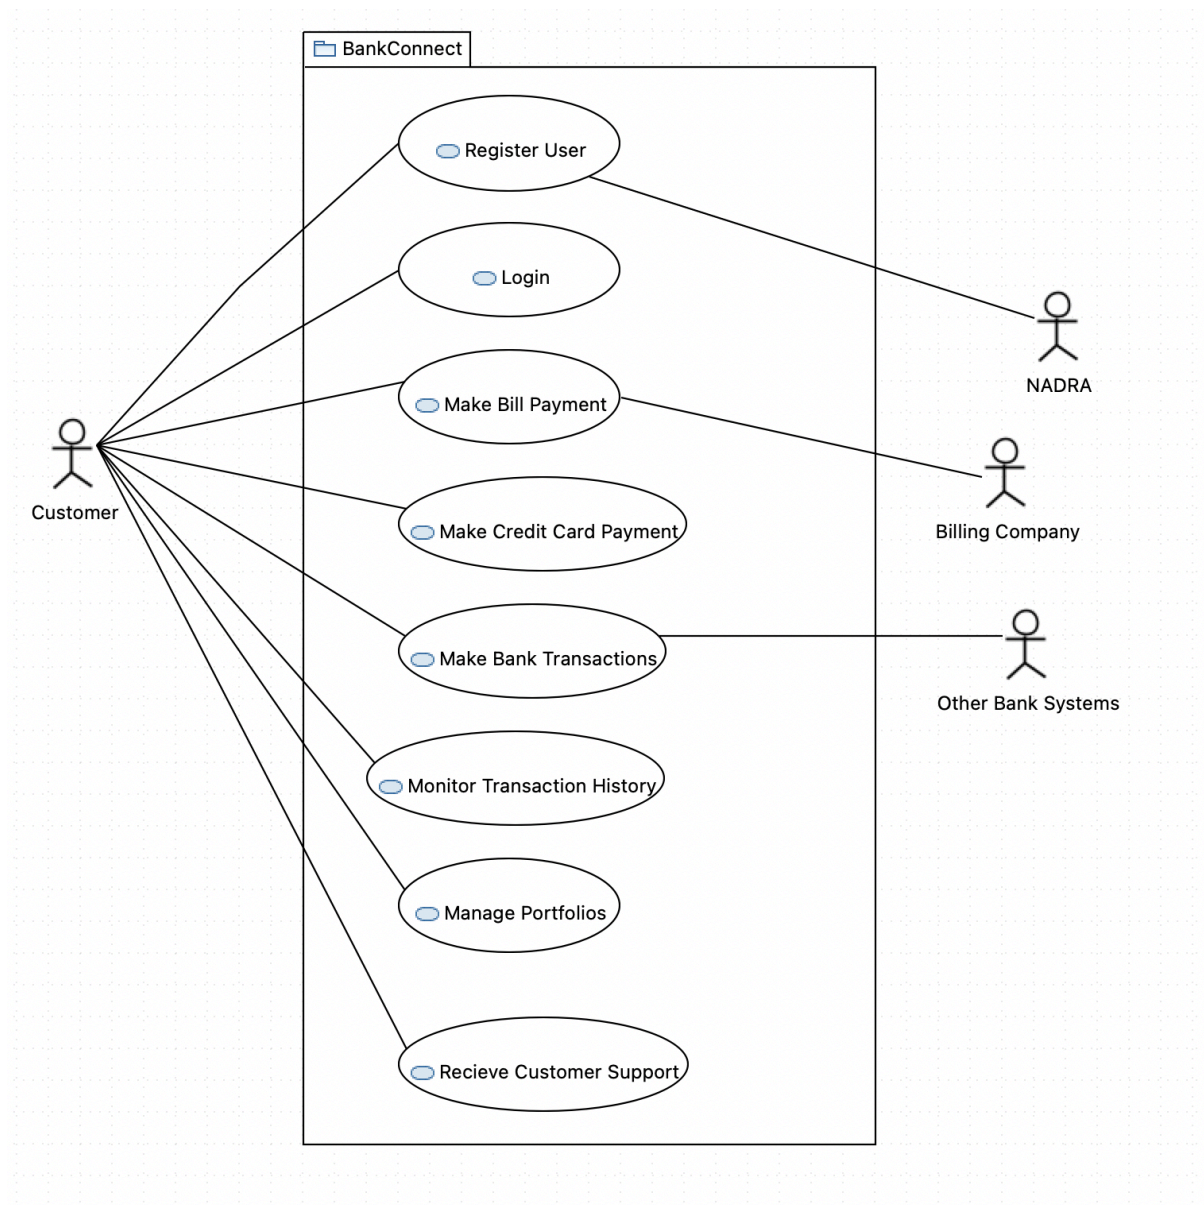 BankConnect
Register User
Login
NADRA
Make Bill Payment
Customer
Make Credit Card Payment
Billing Company
Make Bank Transactions
Other Bank Systems
Monitor Transaction History
Manage Portfolios
Recieve Customer Support